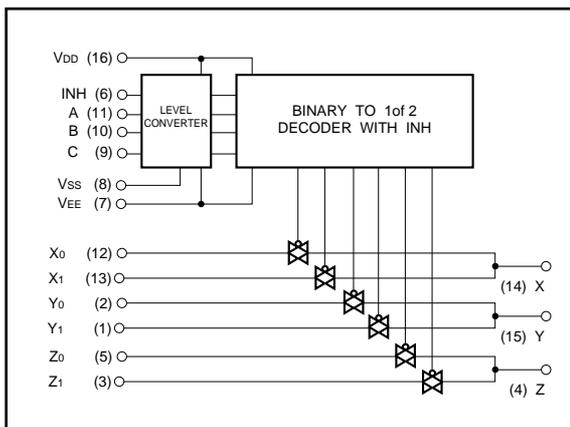 VDD (16)
INH (6)
A (11)
B (10)
C (9)
LEVEL
CONVERTER
BINARY TO 1of 2
DECODER WITH INH
VSS (8)
VEE (7)
X0 (12)
X1 (13)
(14) X
Y0 (2)
Y1 (1)
(15) Y
Z0 (5)
Z1 (3)
(4) Z